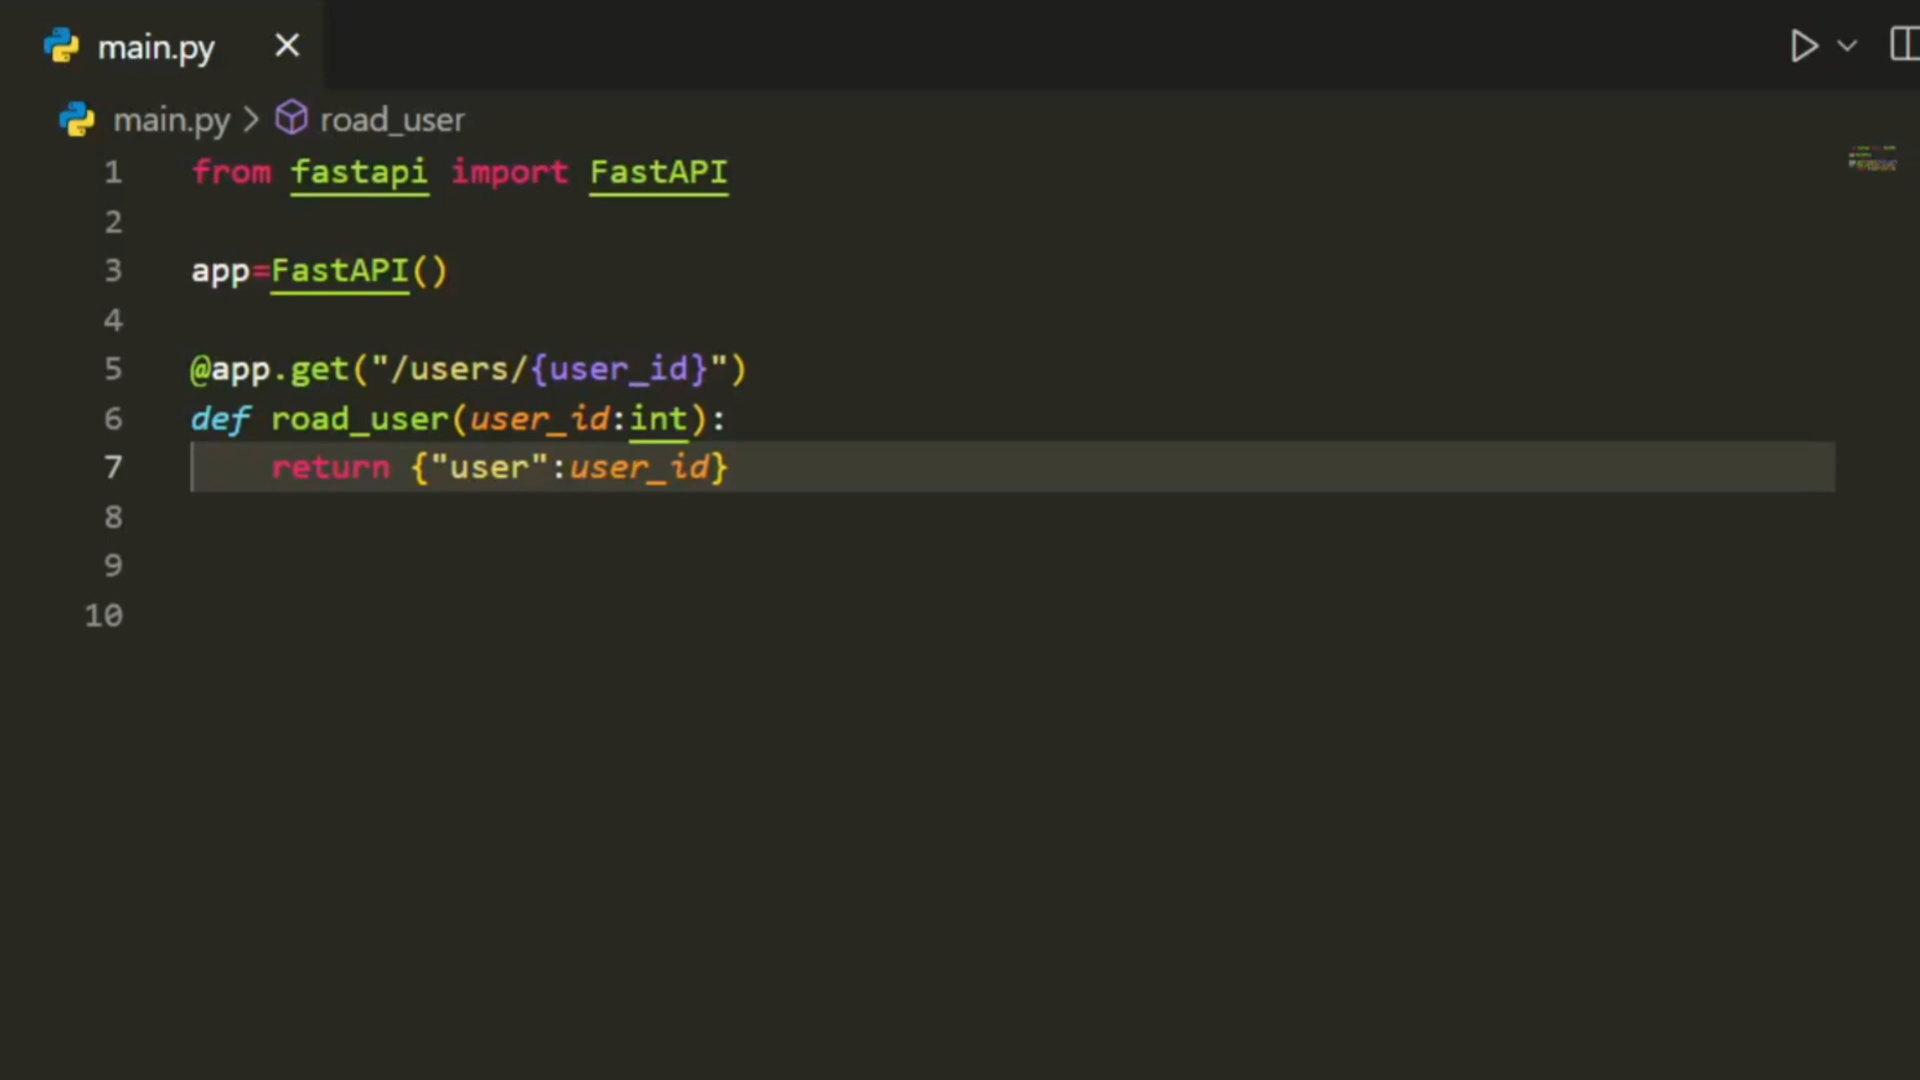 main.py
main.py > road_user
1 from fastapi import FastAPI
2
3 app=FastAPI()
4
5 @app.get("/users/{user_id}")
6 def road_user(user_id:int):
7     return {"user":user_id}
8
9
10